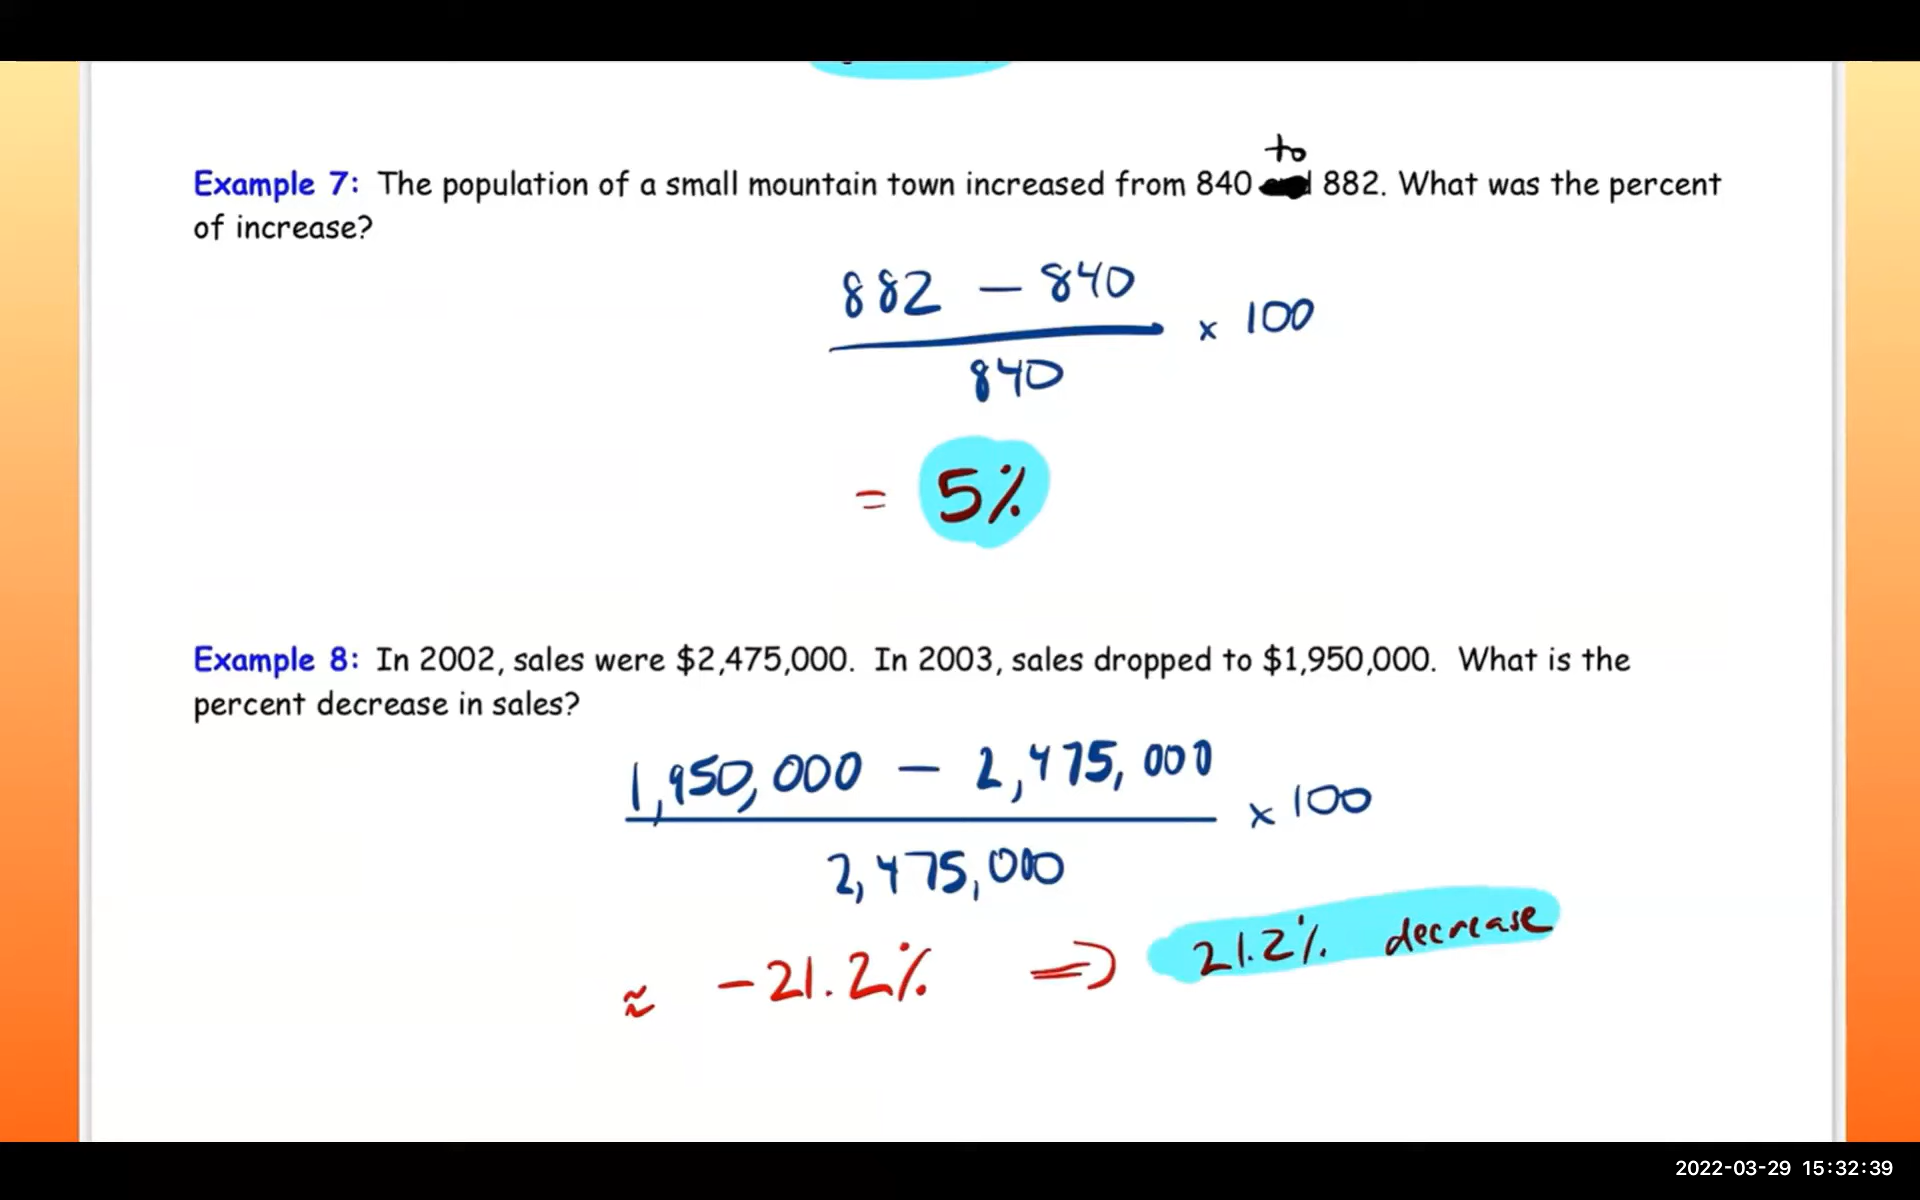 to
Example 7: The population of a small mountain town increased from 840 882. What was the percent
of increase?
882 – 840
× 100
840
= 5%
Example 8: In 2002, sales were $2,475,000. In 2003, sales dropped to $1,950,000. What is the
percent decrease in sales?
1,950,000 – 2,475,000
× 100
2,475,000
≈ -21.2% ⇒ 21.2% decrease
2022-03-29 15:32:39